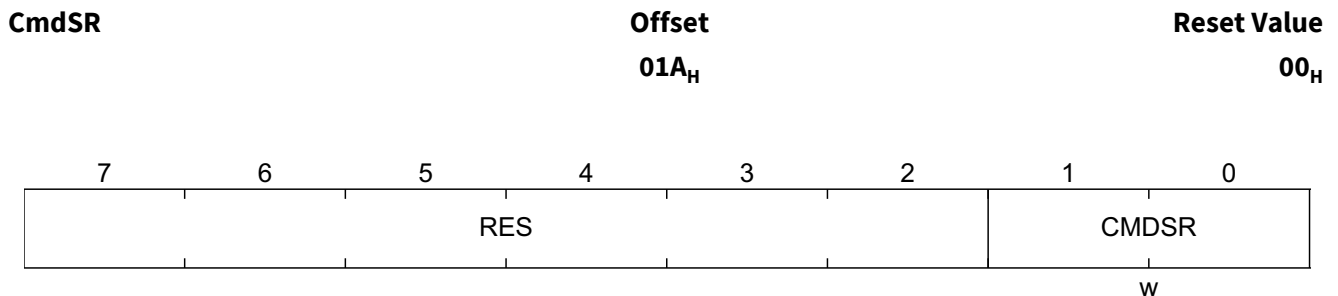 CmdSR Offset Reset Value
01A_H 00_H
7 6 5 4 3 2 1 0
RES CMDSR
w